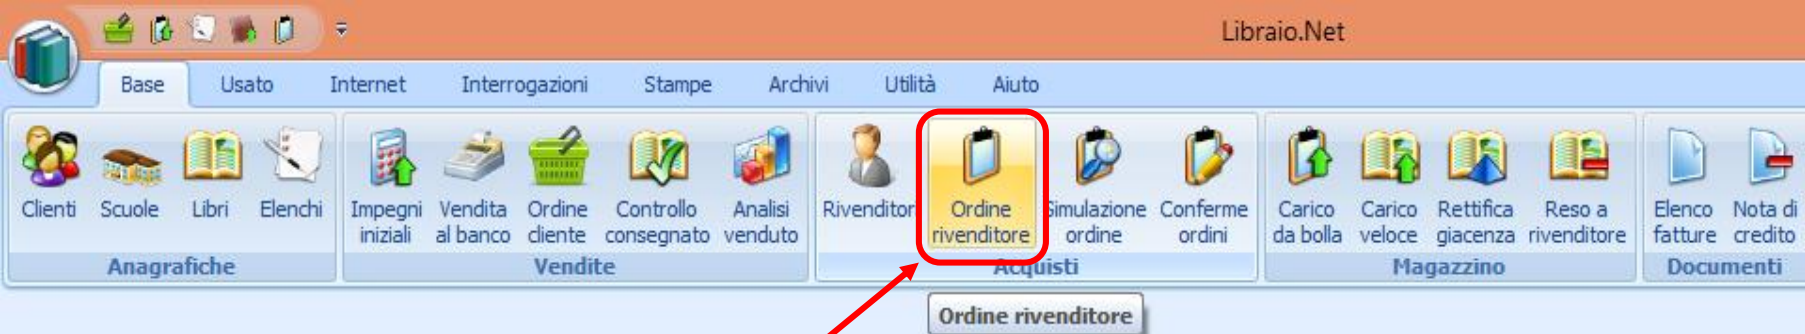 Libraio.Net
Base Usato Internet Interrogazioni Stampe Archivi Utilità Aiuto
Clienti Scuole Libri Elenchi Impegni iniziali Vendita al banco Ordine cliente Controllo consegnato Analisi venduto Rivenditori Ordine rivenditore Simulazione ordine Conferme ordini Carico da bolla Carico veloce Rettifica giacenza Reso a rivenditore Elenco fatture Nota di credito
Anagrafiche Vendite Acquisti Magazzino Documenti
Ordine rivenditore